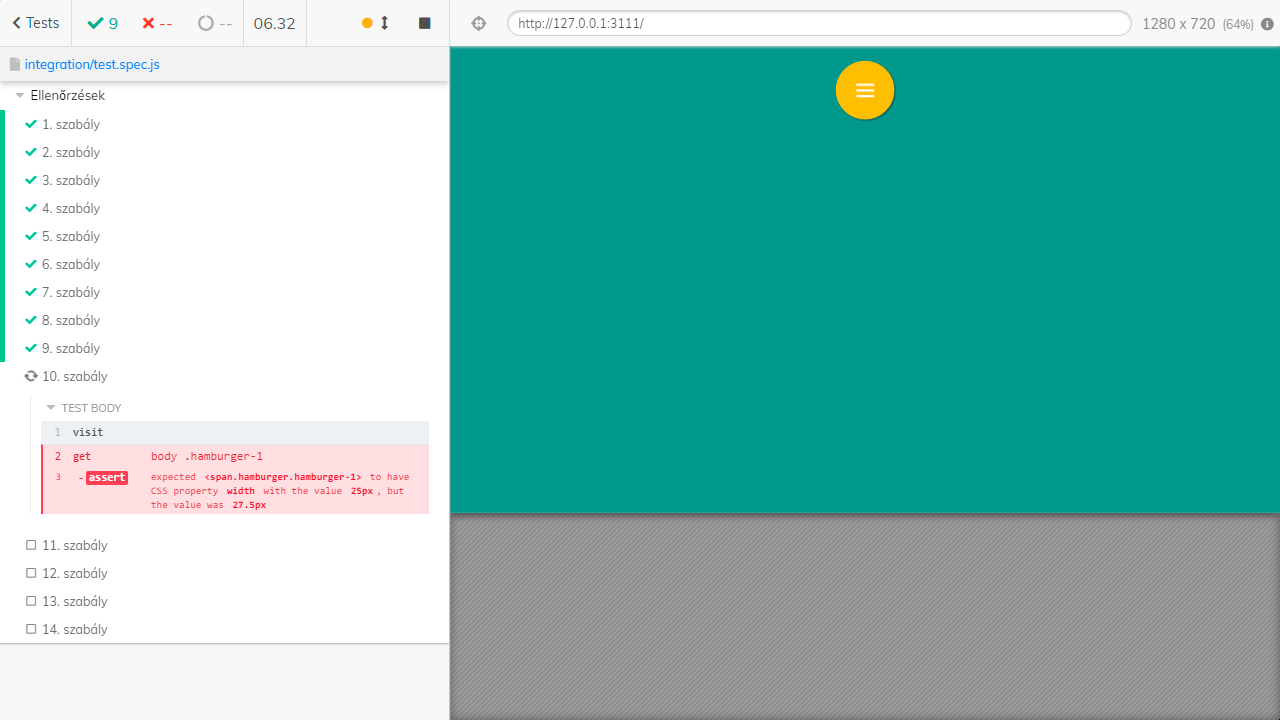 Tests 9 -- -- 06.32 http://127.0.0.1:3111/ 1280 x 720 (64%)
integration/test.spec.js
Ellenőrzések
1. szabály
2. szabály
3. szabály
4. szabály
5. szabály
6. szabály
7. szabály
8. szabály
9. szabály
10. szabály
TEST BODY
1 visit
2 get body .hamburger-1
3 -assert expected <span.hamburger.hamburger-1> to have
CSS property width with the value 25px, but
the value was 27.5px
11. szabály
12. szabály
13. szabály
14. szabály